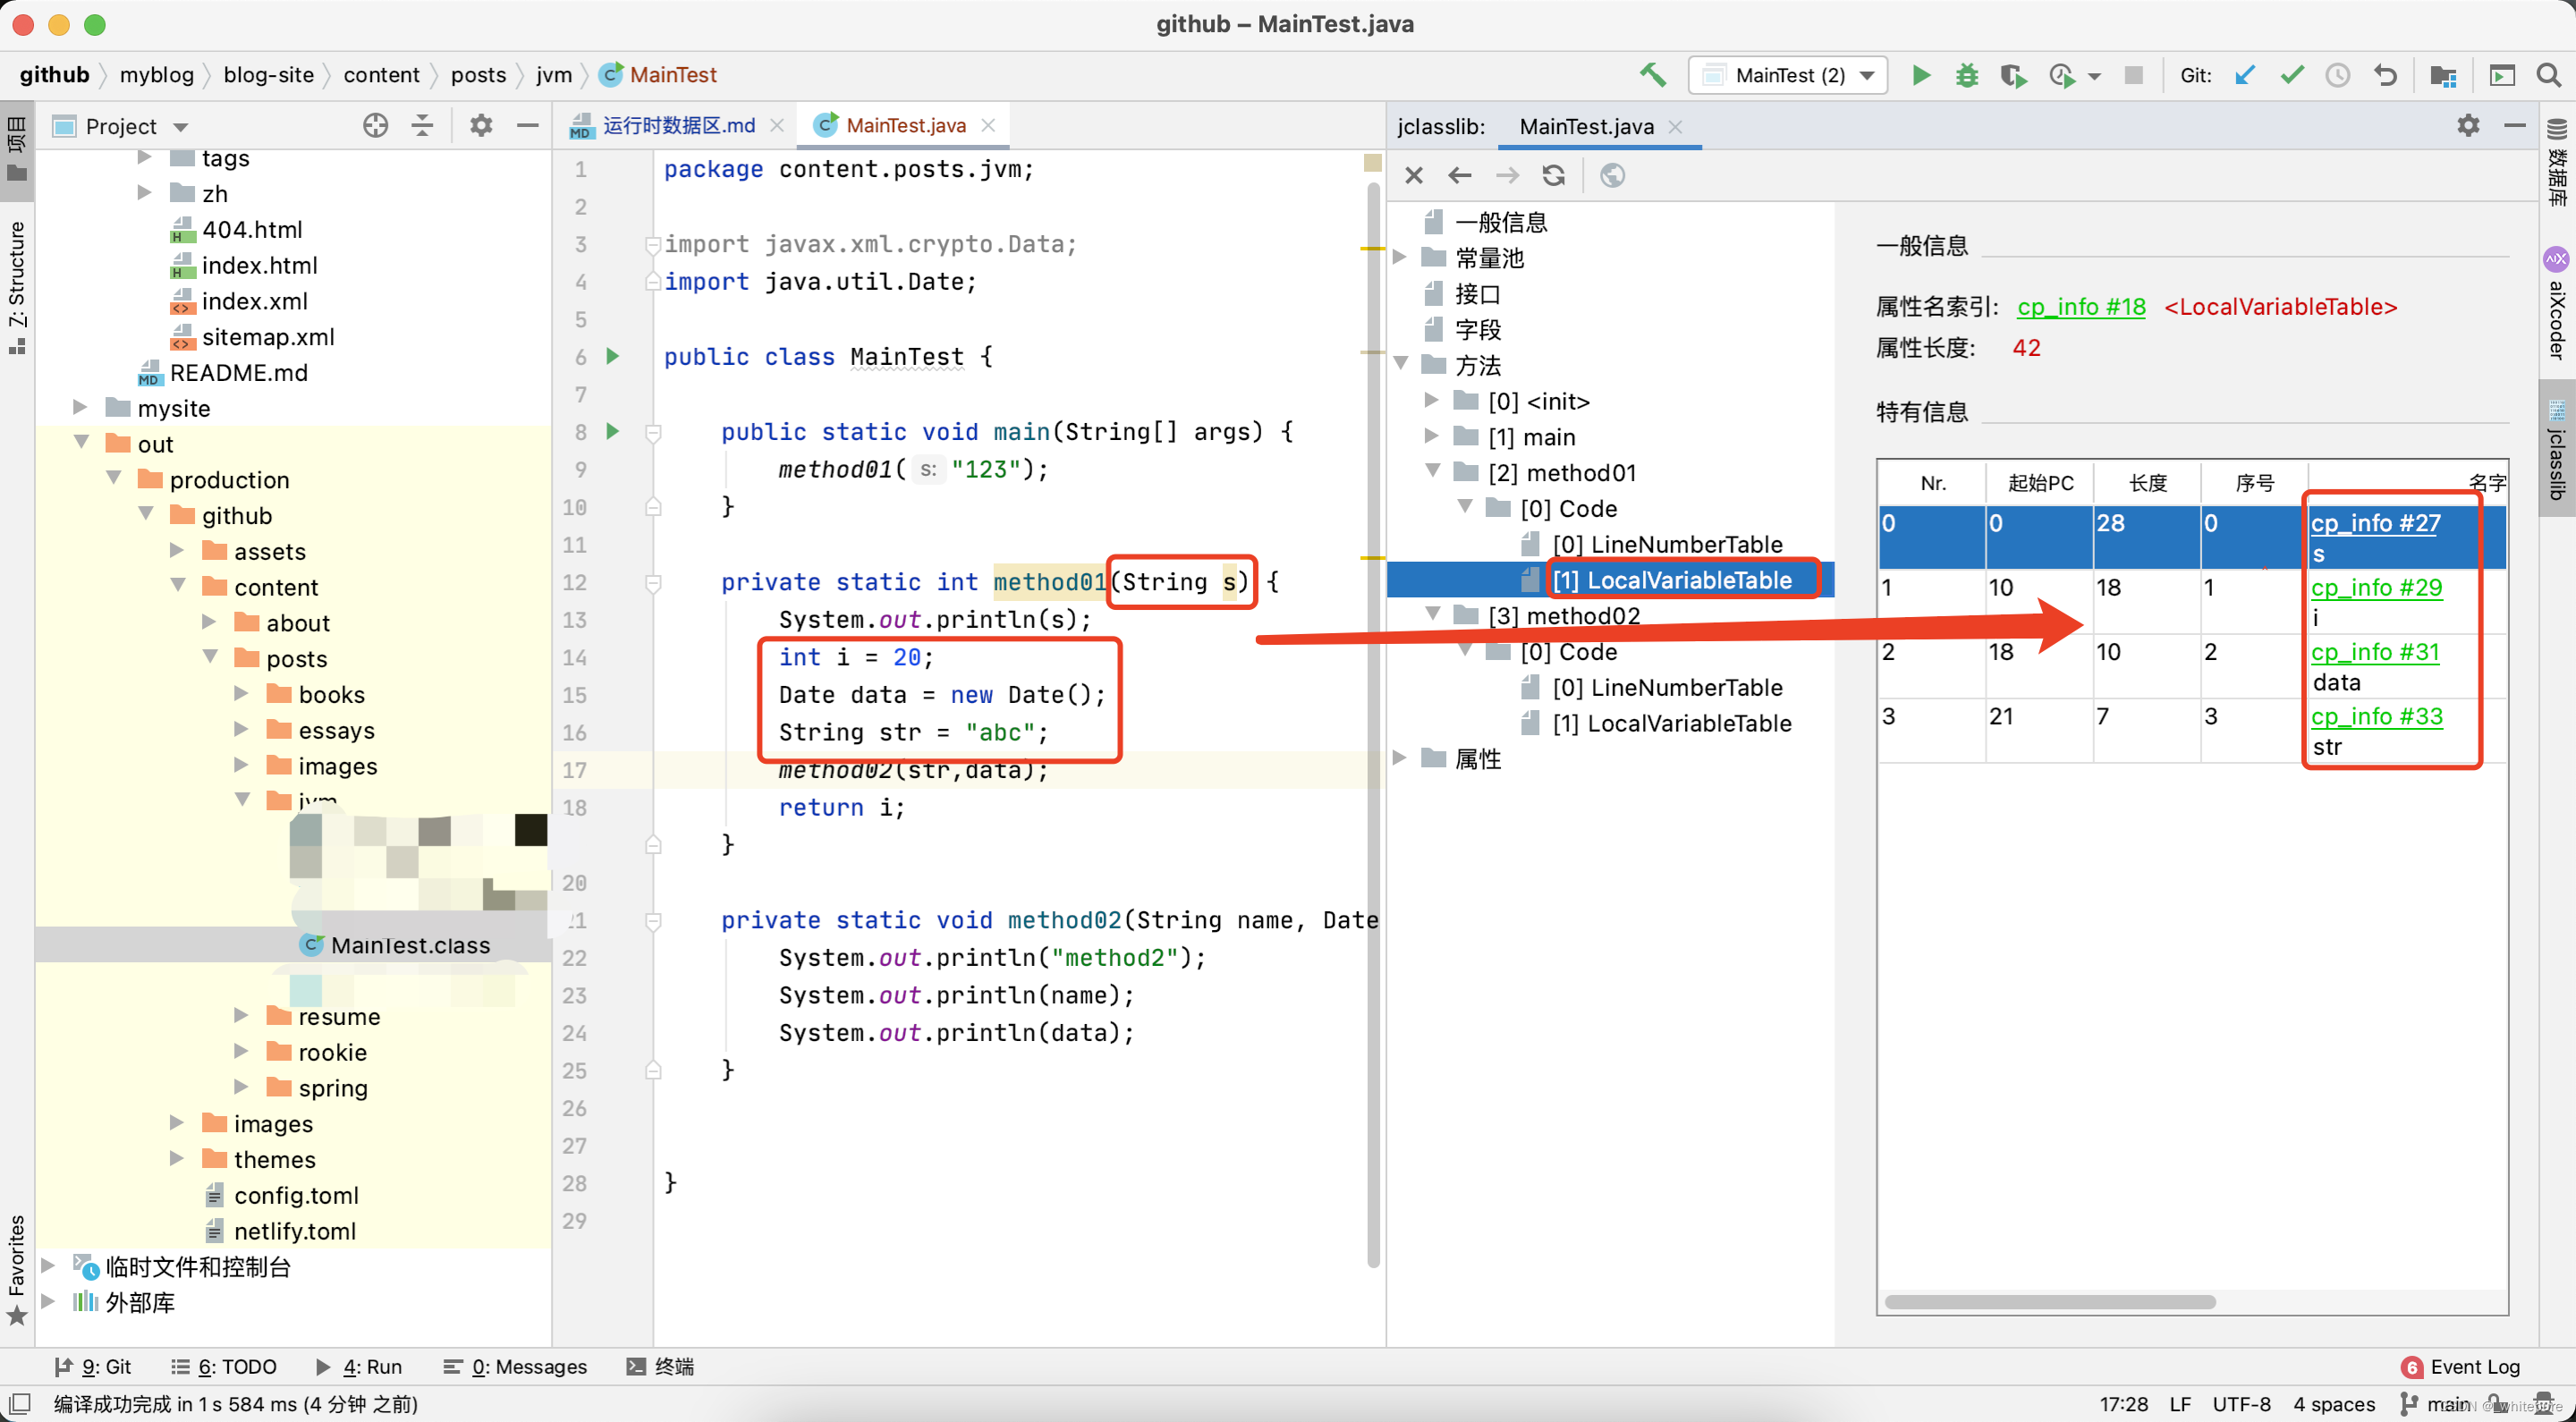 github – MainTest.java
github myblog blog-site content posts jvm MainTest
MainTest (2)
Git:
项目
Z: Structure
Favorites
Project
tags
zh
404.html
index.html
index.xml
sitemap.xml
README.md
mysite
out
production
github
assets
content
about
posts
books
essays
images
jvm
MainTest.class
resume
rookie
spring
images
themes
config.toml
netlify.toml
临时文件和控制台
外部库
运行时数据区.md
MainTest.java
1 package content.posts.jvm;
2
3 import javax.xml.crypto.Data;
4 import java.util.Date;
5
6 public class MainTest {
7
8 public static void main(String[] args) {
9 method01( s: "123");
10 }
11
12 private static int method01(String s) {
13 System.out.println(s);
14 int i = 20;
15 Date data = new Date();
16 String str = "abc";
17 method02(str,data);
18 return i;
}
20
21 private static void method02(String name, Date
22 System.out.println("method2");
23 System.out.println(name);
24 System.out.println(data);
25 }
26
27
28 }
29
jclasslib: MainTest.java
一般信息
常量池
接口
字段
方法
[0] <init>
[1] main
[2] method01
[0] Code
[0] LineNumberTable
[1] LocalVariableTable
[3] method02
[0] Code
[0] LineNumberTable
[1] LocalVariableTable
属性
一般信息
属性名索引: cp_info #18 <LocalVariableTable>
属性长度: 42
特有信息
Nr. 起始PC 长度 序号 名字
0 0 28 0 cp_info #27
s
1 10 18 1 cp_info #29
i
2 18 10 2 cp_info #31
data
3 21 7 3 cp_info #33
str
数据库
aiXcoder
jclasslib
9: Git 6: TODO 4: Run 0: Messages 终端
6 Event Log
编译成功完成 in 1 s 584 ms (4 分钟 之前)
17:28 LF UTF-8 4 spaces main